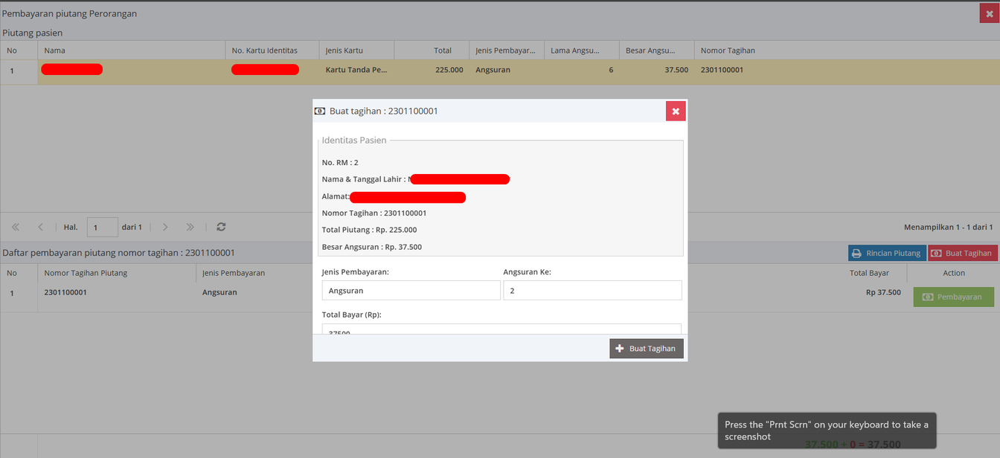 Pembayaran piutang Perorangan
Piutang pasien
No Nama No. Kartu Identitas Jenis Kartu Total Jenis Pembayar... Lama Angsu... Besar Angsu... Nomor Tagihan
1 Kartu Tanda Pe... 225.000 Angsuran 6 37.500 2301100001
Buat tagihan : 2301100001
Identitas Pasien
No. RM : 2
Nama & Tanggal Lahir :
Alamat:
Nomor Tagihan : 2301100001
Total Piutang : Rp. 225.000
Besar Angsuran : Rp. 37.500
Jenis Pembayaran: Angsuran Ke:
Angsuran 2
Total Bayar (Rp):
37500
Buat Tagihan
Hal. 1 dari 1 Menampilkan 1 - 1 dari 1
Daftar pembayaran piutang nomor tagihan : 2301100001 Rincian Piutang Buat Tagihan
No Nomor Tagihan Piutang Jenis Pembayaran Total Bayar Action
1 2301100001 Angsuran Rp 37.500 Pembayaran
Press the "Prnt Scrn" on your keyboard to take a
screenshot
37.500 + 0 = 37.500